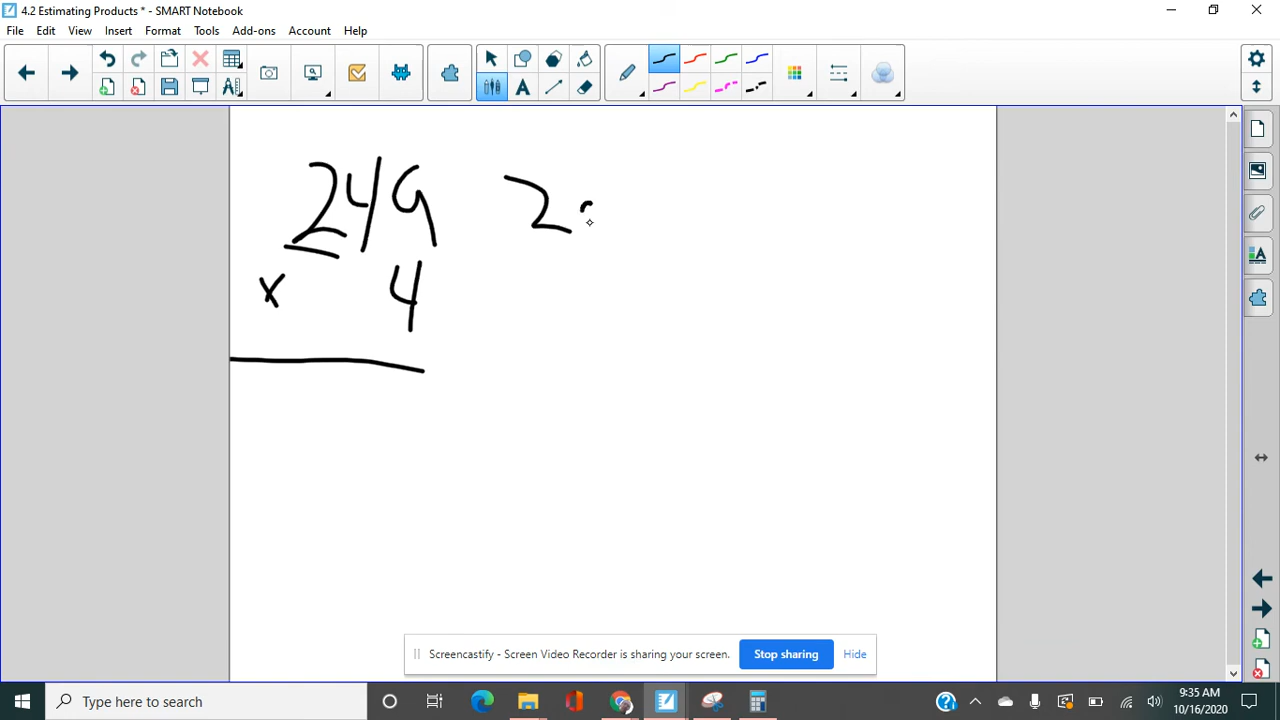 4.2 Estimating Products * - SMART Notebook
File Edit View Insert Format Tools Add-ons Account Help
249 2
x 4
Screencastify - Screen Video Recorder is sharing your screen. Stop sharing Hide
Type here to search
9:35 AM
10/16/2020